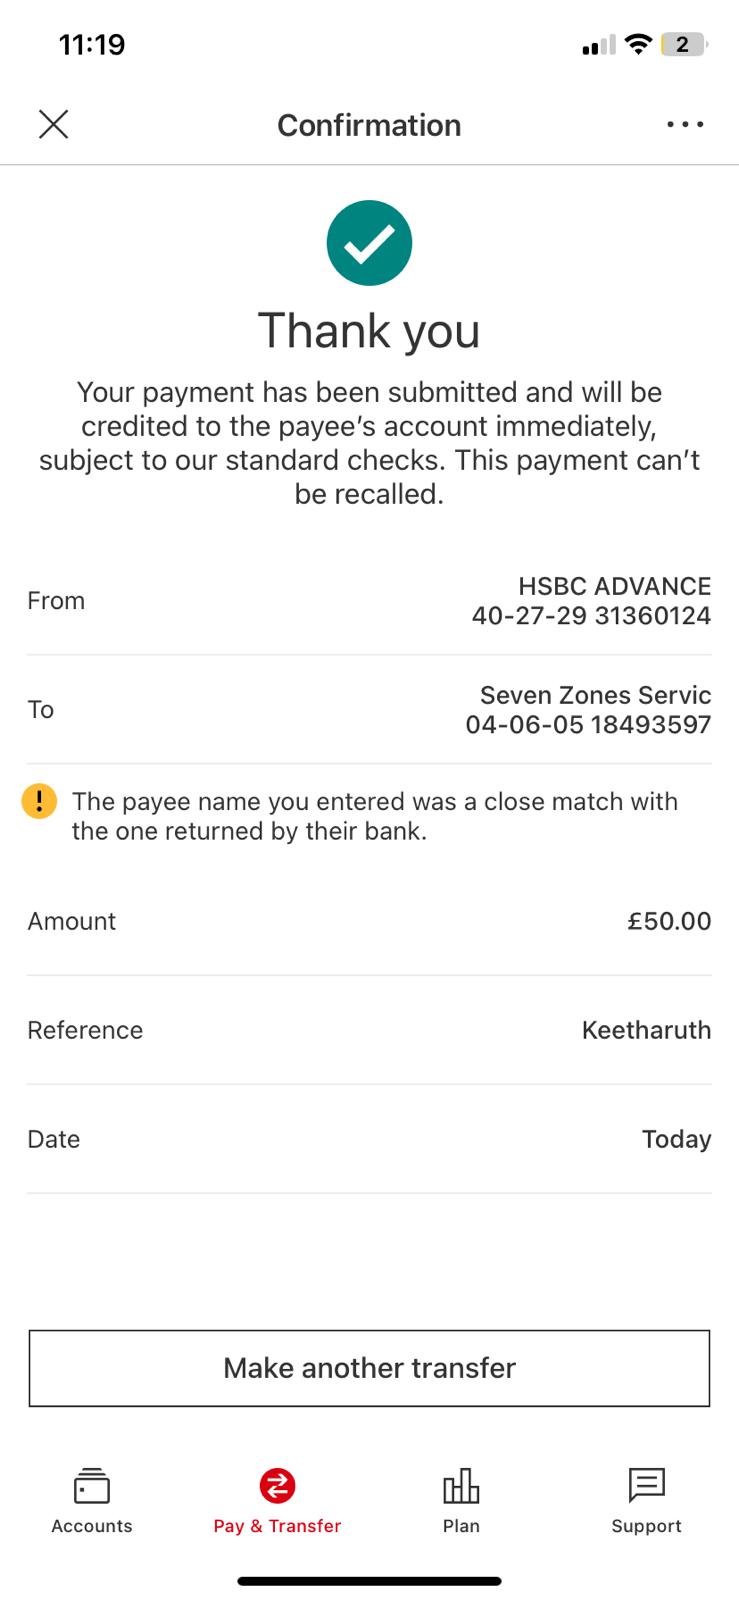 11:19
2
Confirmation
Thank you
Your payment has been submitted and will be
credited to the payee’s account immediately,
subject to our standard checks. This payment can’t
be recalled.
From
HSBC ADVANCE
40-27-29 31360124
To
Seven Zones Servic
04-06-05 18493597
The payee name you entered was a close match with
the one returned by their bank.
Amount
£50.00
Reference
Keetharuth
Date
Today
Make another transfer
Accounts
Pay & Transfer
Plan
Support